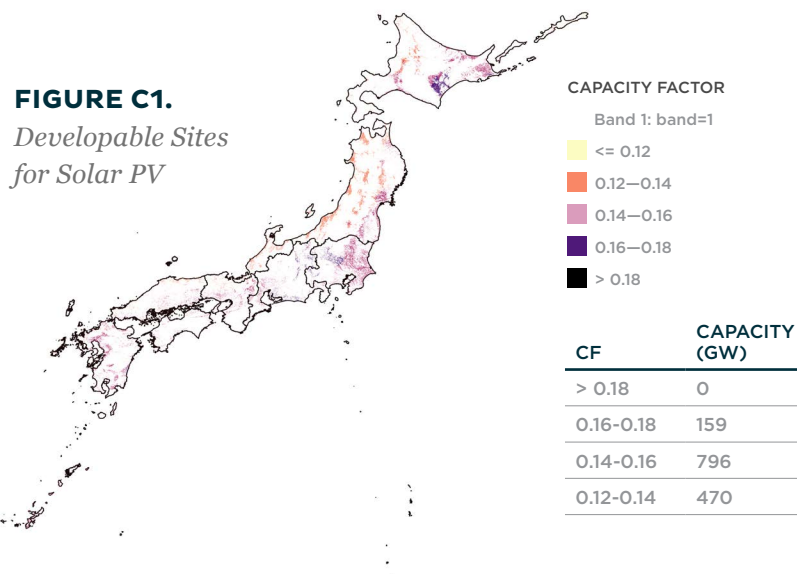 FIGURE C1.
Developable Sites
for Solar PV
CAPACITY FACTOR
Band 1: band=1
<= 0.12
0.12—0.14
0.14—0.16
0.16—0.18
> 0.18
CF CAPACITY (GW)
> 0.18 0
0.16-0.18 159
0.14-0.16 796
0.12-0.14 470